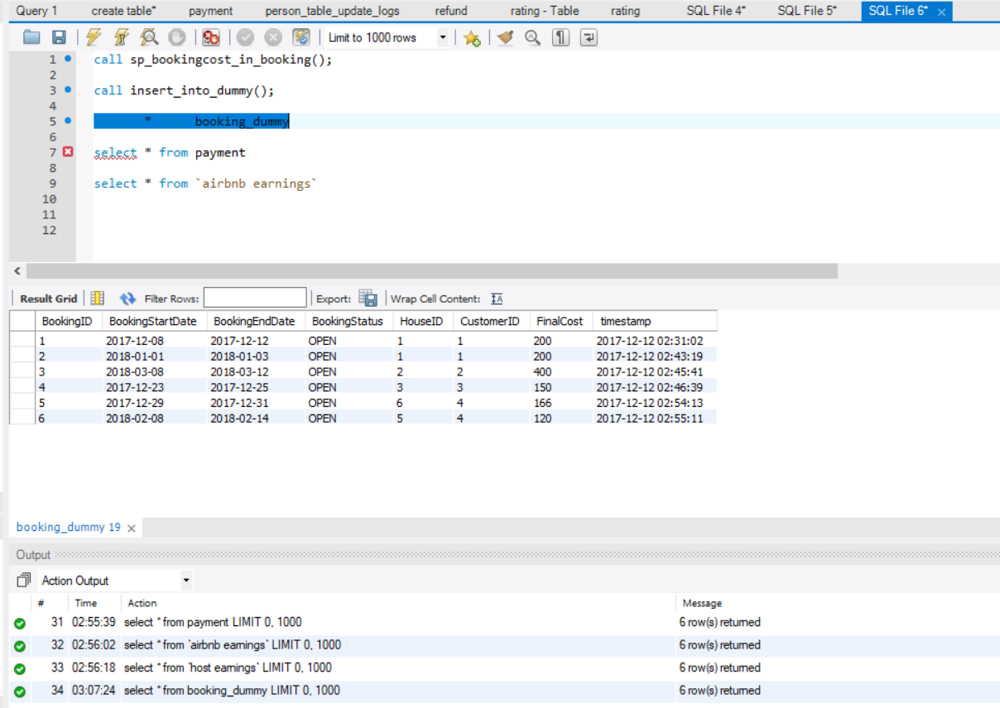 Query 1 create table* payment person_table_update_logs refund rating - Table rating SQL File 4* SQL File 5* SQL File 6*
Limit to 1000 rows
1 call sp_bookingcost_in_booking();
2
3 call insert_into_dummy();
4
5 * booking_dummy
6
7 select * from payment
8
9 select * from `airbnb earnings`
10
11
12
Result Grid Filter Rows: Export: Wrap Cell Content:
BookingID BookingStartDate BookingEndDate BookingStatus HouseID CustomerID FinalCost timestamp
1 2017-12-08 2017-12-12 OPEN 1 1 200 2017-12-12 02:31:02
2 2018-01-01 2018-01-03 OPEN 1 1 200 2017-12-12 02:43:19
3 2018-03-08 2018-03-12 OPEN 2 2 400 2017-12-12 02:45:41
4 2017-12-23 2017-12-25 OPEN 3 3 150 2017-12-12 02:46:39
5 2017-12-29 2017-12-31 OPEN 6 4 166 2017-12-12 02:54:13
6 2018-02-08 2018-02-14 OPEN 5 4 120 2017-12-12 02:55:11
booking_dummy 19
Output
Action Output
# Time Action Message
31 02:55:39 select * from payment LIMIT 0, 1000 6 row(s) returned
32 02:56:02 select * from `airbnb earnings` LIMIT 0, 1000 6 row(s) returned
33 02:56:18 select * from `host earnings` LIMIT 0, 1000 6 row(s) returned
34 03:07:24 select * from booking_dummy LIMIT 0, 1000 6 row(s) returned